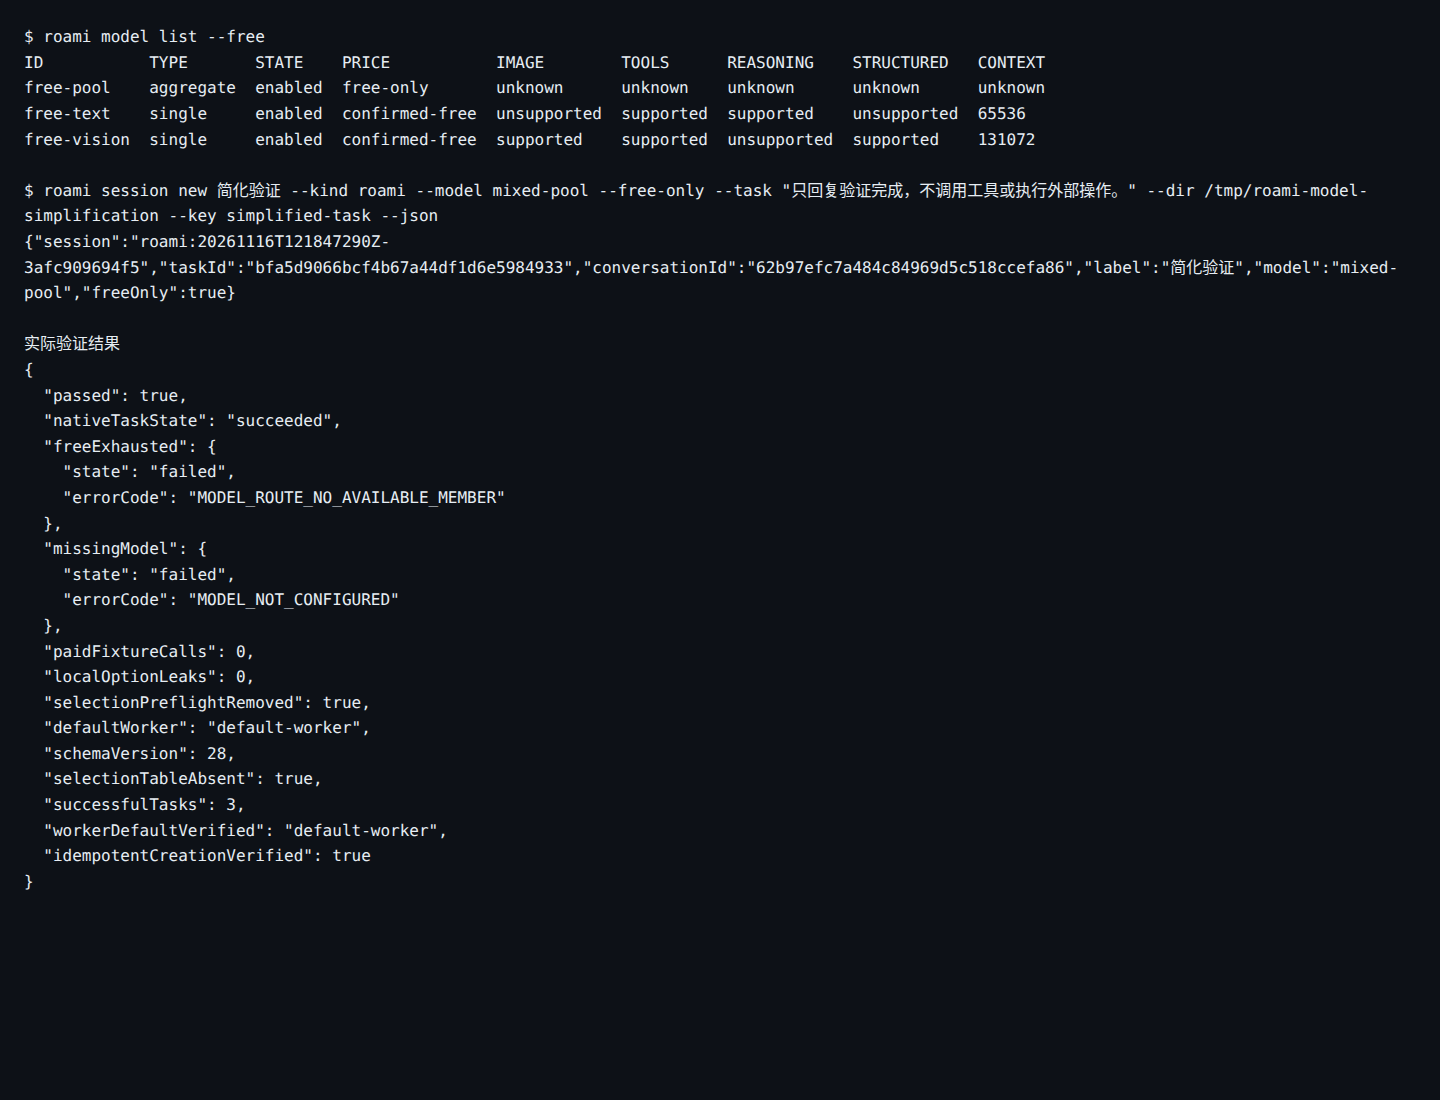 $ roami model list --free
ID           TYPE       STATE    PRICE           IMAGE        TOOLS      REASONING    STRUCTURED   CONTEXT
free-pool    aggregate  enabled  free-only       unknown      unknown    unknown      unknown      unknown
free-text    single     enabled  confirmed-free  unsupported  supported  supported    unsupported  65536
free-vision  single     enabled  confirmed-free  supported    supported  unsupported  supported    131072
$ roami session new 简化验证 --kind roami --model mixed-pool --free-only --task "只回复验证完成，不调用工具或执行外部操作。" --dir /tmp/roami-model-
simplification --key simplified-task --json
{"session":"roami:20261116T121847290Z-
3afc909694f5","taskId":"bfa5d9066bcf4b67a44df1d6e5984933","conversationId":"62b97efc7a484c84969d5c518ccefa86","label":"简化验证","model":"mixed-
pool","freeOnly":true}
实际验证结果
{
  "passed": true,
  "nativeTaskState": "succeeded",
  "freeExhausted": {
    "state": "failed",
    "errorCode": "MODEL_ROUTE_NO_AVAILABLE_MEMBER"
  },
  "missingModel": {
    "state": "failed",
    "errorCode": "MODEL_NOT_CONFIGURED"
  },
  "paidFixtureCalls": 0,
  "localOptionLeaks": 0,
  "selectionPreflightRemoved": true,
  "defaultWorker": "default-worker",
  "schemaVersion": 28,
  "selectionTableAbsent": true,
  "successfulTasks": 3,
  "workerDefaultVerified": "default-worker",
  "idempotentCreationVerified": true
}